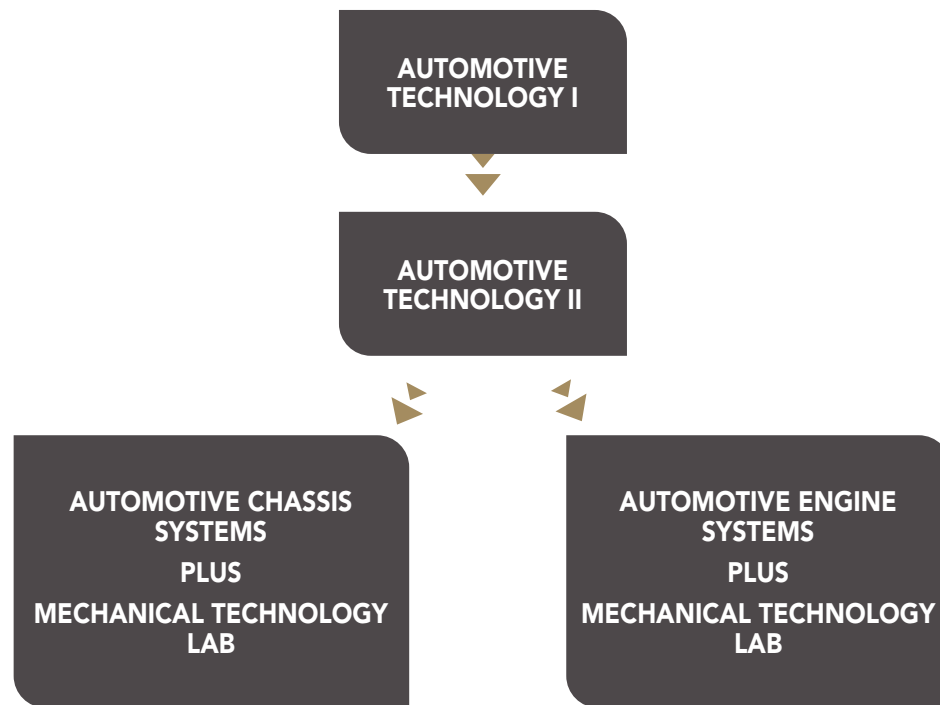 AUTOMOTIVE
TECHNOLOGY I
AUTOMOTIVE
TECHNOLOGY II
AUTOMOTIVE CHASSIS
SYSTEMS
PLUS
MECHANICAL TECHNOLOGY
LAB
AUTOMOTIVE ENGINE
SYSTEMS
PLUS
MECHANICAL TECHNOLOGY
LAB